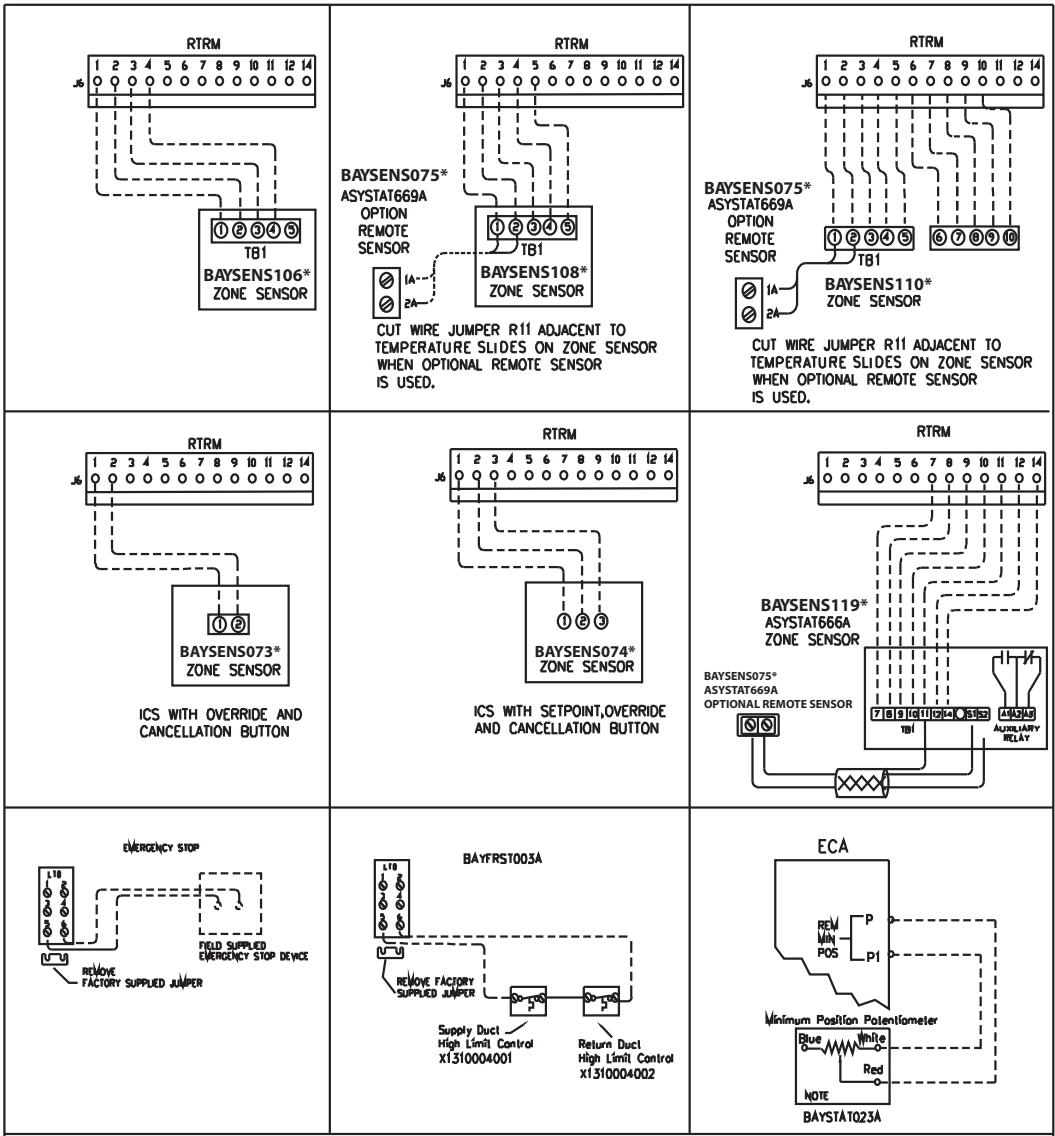 RTRM
1 2 3 4 5 6 7 8 9 10 11 12 14
J6
1 2 3 4 5
TB1
BAYSENS106*
ZONE SENSOR
RTRM
1 2 3 4 5 6 7 8 9 10 11 12 14
J6
BAYSENS075*
ASYSTAT669A
OPTION
REMOTE
SENSOR
1 2 3 4 5
TB1
1A
2A
BAYSENS108*
ZONE SENSOR
CUT WIRE JUMPER R11 ADJACENT TO
TEMPERATURE SLIDES ON ZONE SENSOR
WHEN OPTIONAL REMOTE SENSOR
IS USED.
RTRM
1 2 3 4 5 6 7 8 9 10 11 12 14
J6
BAYSENS075*
ASYSTAT669A
OPTION
REMOTE
SENSOR
1 2 3 4 5 6 7 8 9 10
TB1
1A
2A
BAYSENS110*
ZONE SENSOR
CUT WIRE JUMPER R11 ADJACENT TO
TEMPERATURE SLIDES ON ZONE SENSOR
WHEN OPTIONAL REMOTE SENSOR
IS USED.
RTRM
1 2 3 4 5 6 7 8 9 10 11 12 14
J6
1 2
BAYSENS073*
ZONE SENSOR
ICS WITH OVERRIDE AND
CANCELLATION BUTTON
RTRM
1 2 3 4 5 6 7 8 9 10 11 12 14
J6
1 2 3
BAYSENS074*
ZONE SENSOR
ICS WITH SETPOINT,OVERRIDE
AND CANCELLATION BUTTON
RTRM
1 2 3 4 5 6 7 8 9 10 11 12 14
J6
BAYSENS119*
ASYSTAT666A
ZONE SENSOR
BAYSENS075*
ASYSTAT669A
OPTIONAL REMOTE SENSOR
7 8 9 10 11 12 14 S1 S2
TB1
A1 A2 A3
AUXILIARY
RELAY
EMERGENCY STOP
LTB
1 2
3 4
5 6
REMOVE
FACTORY SUPPLIED JUMPER
FIELD SUPPLIED
EMERGENCY STOP DEVICE
BAYFRST003A
LTB
1 2
3 4
5 6
REMOVE FACTORY
SUPPLIED JUMPER
Supply Duct
High Limit Control
X1310004001
Return Duct
High Limit Control
X1310004002
ECA
REM
MIN
POS
P
P1
Minimum Position Potentiometer
Blue White
Red
NOTE
BAYSTAT023A